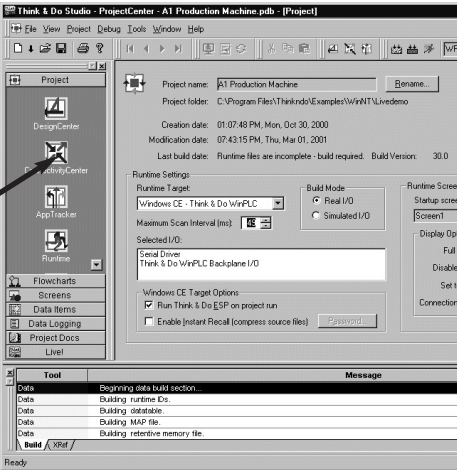 Think & Do Studio - ProjectCenter - A1 Production Machine.pdb - [Project]
File View Project Debug Tools Window Help
Project
DesignCenter
ConnectivityCenter
AppTracker
Runtime
Flowcharts
Screens
Data Items
Data Logging
Project Docs
Live!
Project name: A1 Production Machine Rename...
Project folder: C:\Program Files\Thinkndo\Examples\WinNT\Livedemo
Creation date: 01:07:48 PM, Mon, Oct 30, 2000
Modification date: 07:43:15 PM, Thu, Mar 01, 2001
Last build date: Runtime files are incomplete - build required. Build Version: 30.0
Runtime Settings
Runtime Target:
Windows CE - Think & Do WinPLC
Maximum Scan Interval (ms): 45
Build Mode
Real I/O
Simulated I/O
Selected I/O:
Serial Driver
Think & Do WinPLC Backplane I/O
Windows CE Target Options
Run Think & Do ESP on project run
Enable Instant Recall (compress source files) Password...
Runtime Scree
Startup scree
Screen1
Display Op
Full
Disable
Set t
Connection
Tool Message
Data Beginning data build section...
Data Building runtime IDs.
Data Building datatable.
Data Building MAP file.
Data Building retentive memory file.
Build XRef
Ready